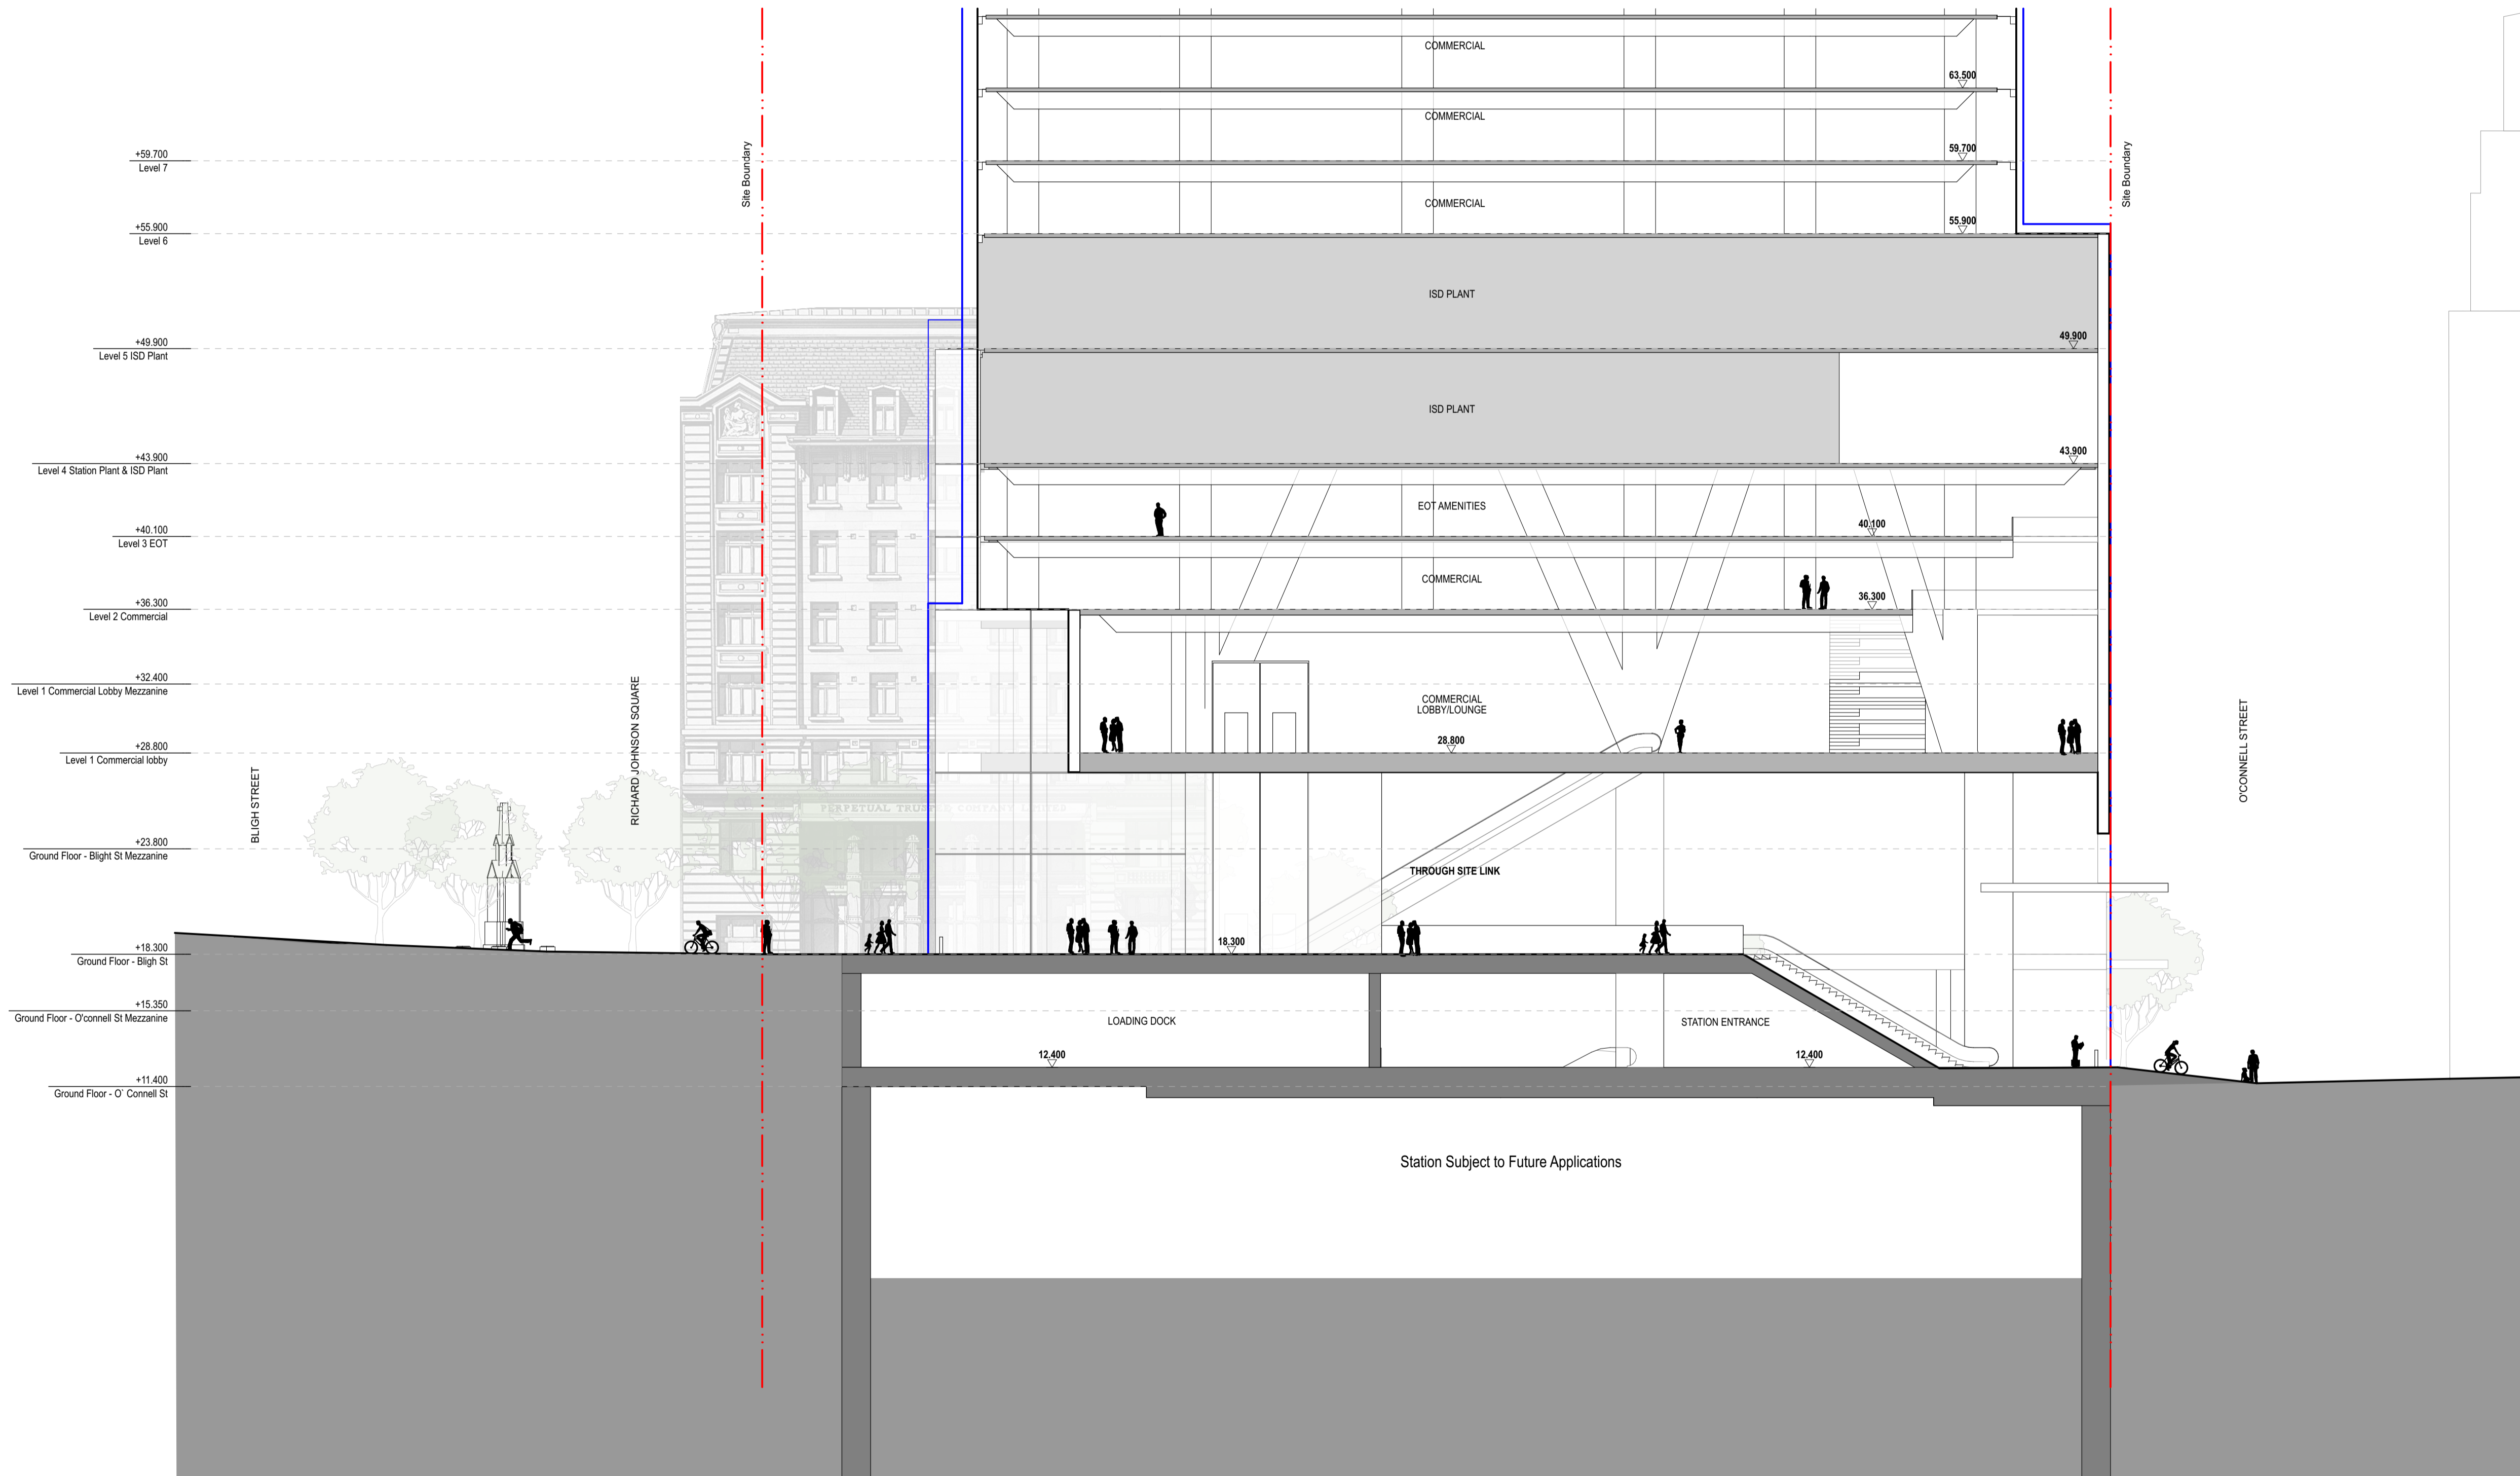 COMMERCIAL
63.500
COMMERCIAL
+59.700
Level 7
59.700
Site Boundary
Site Boundary
COMMERCIAL
+55.900
Level 6
55.900
ISD PLANT
+49.900
Level 5 ISD Plant
49.900
ISD PLANT
+43.900
Level 4 Station Plant & ISD Plant
43.900
EOT AMENITIES
+40.100
Level 3 EOT
40.100
COMMERCIAL
+36.300
Level 2 Commercial
36.300
+32.400
Level 1 Commercial Lobby Mezzanine
COMMERCIAL
LOBBY/LOUNGE
28.800
+28.800
Level 1 Commercial lobby
BLIGH STREET
RICHARD JOHNSON SQUARE
O'CONNELL STREET
PERPETUAL TRUSTEE COMPANY LIMITED
+23.800
Ground Floor - Blight St Mezzanine
THROUGH SITE LINK
+18.300
Ground Floor - Bligh St
18.300
+15.350
Ground Floor - O'connell St Mezzanine
LOADING DOCK
STATION ENTRANCE
12.400
12.400
+11.400
Ground Floor - O` Connell St
Station Subject to Future Applications